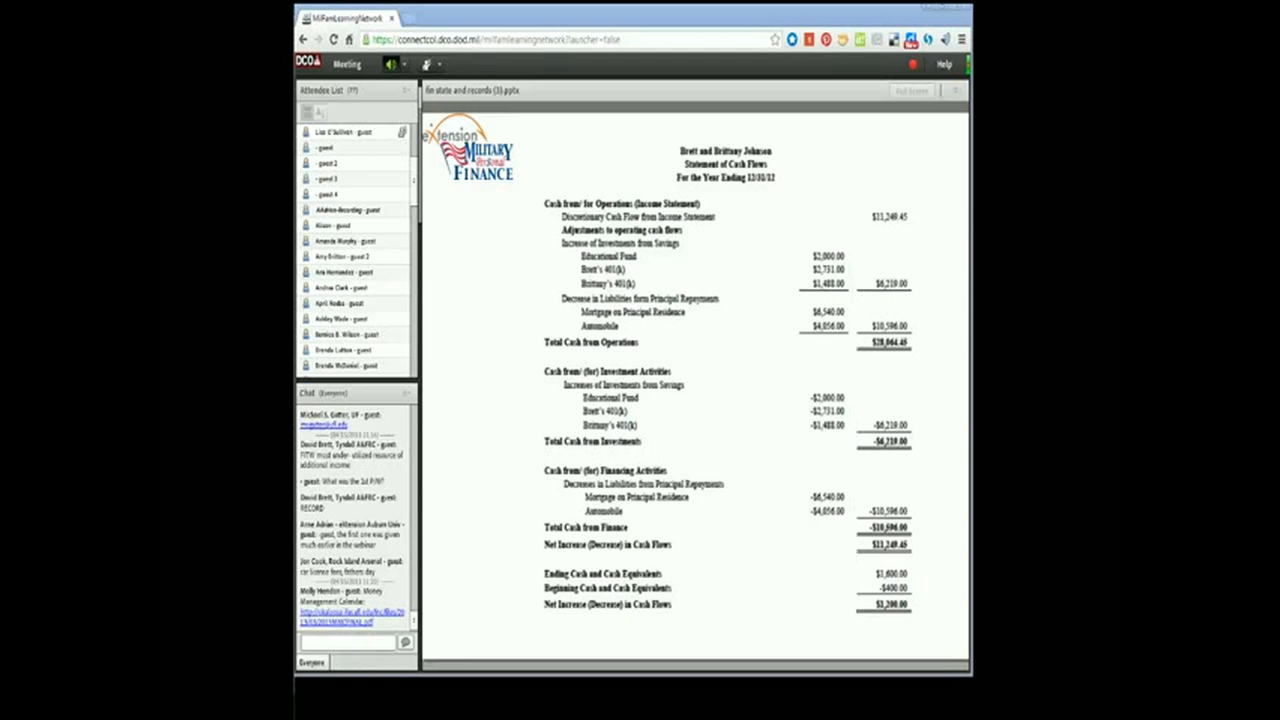 MilFamLearningNetwork
https://connectcol.dco.dod.mil/milfamlearningnetwork?launcher=false
DCO Meeting Help
Attendee List (77)
Lisa O'Sullivan - guest
- guest
- guest 2
- guest 3
- guest 4
Alison - guest
Amanda Murphy - guest
Amy Britton - guest 2
Ana Hernandez - guest
Andrea Clark - guest
April Rodas - guest
Ashley Wade - guest
Bernice B. Wilson - guest
Brenda Lutton - guest
Brenda McDaniel - guest
Chat (Everyone)
Michael S. Gutter, UF - guest:
David Brett, Tyndall A&FRC - guest:
FITW most under- utilized resource of
additional income
- guest: What was the 1st P/W?
David Brett, Tyndall A&FRC - guest:
RECORD
Arne Adrian - eXtension Auburn Univ -
guest: -guest, the first one was given
much earlier in the webinar
Jon Cook, Rock Island Arsenal - guest:
car license fees, fathers day
Molly Herndon - guest: Money
Management Calendar:
Everyone
fin state and records (3).pptx
Full Screen
eXtension
MILITARY
Personal
FINANCE
Brett and Brittany Johnson
Statement of Cash Flows
For the Year Ending 12/31/12
Cash from/ for Operations (Income Statement)
Discretionary Cash Flow from Income Statement $11,249.45
Adjustments to operating cash flows
Increase of Investments from Savings
Educational Fund $2,000.00
Brett's 401(k) $2,731.00
Brittany's 401(k) $1,488.00 $6,219.00
Decrease in Liabilities form Principal Repayments
Mortgage on Principal Residence $6,540.00
Automobile $4,056.00 $10,596.00
Total Cash from Operations $28,064.45
Cash from/ (for) Investment Activities
Increases of Investments from Savings
Educational Fund -$2,000.00
Brett's 401(k) -$2,731.00
Brittany's 401(k) -$1,488.00 -$6,219.00
Total Cash from Investments -$6,219.00
Cash from/ (for) Financing Activities
Decreases in Liabilities from Principal Repayments
Mortgage on Principal Residence -$6,540.00
Automobile -$4,056.00 -$10,596.00
Total Cash from Finance -$10,596.00
Net Increase (Decrease) in Cash Flows $11,249.45
Ending Cash and Cash Equivalents $1,600.00
Beginning Cash and Cash Equivalents -$400.00
Net Increase (Decrease) in Cash Flows $1,200.00